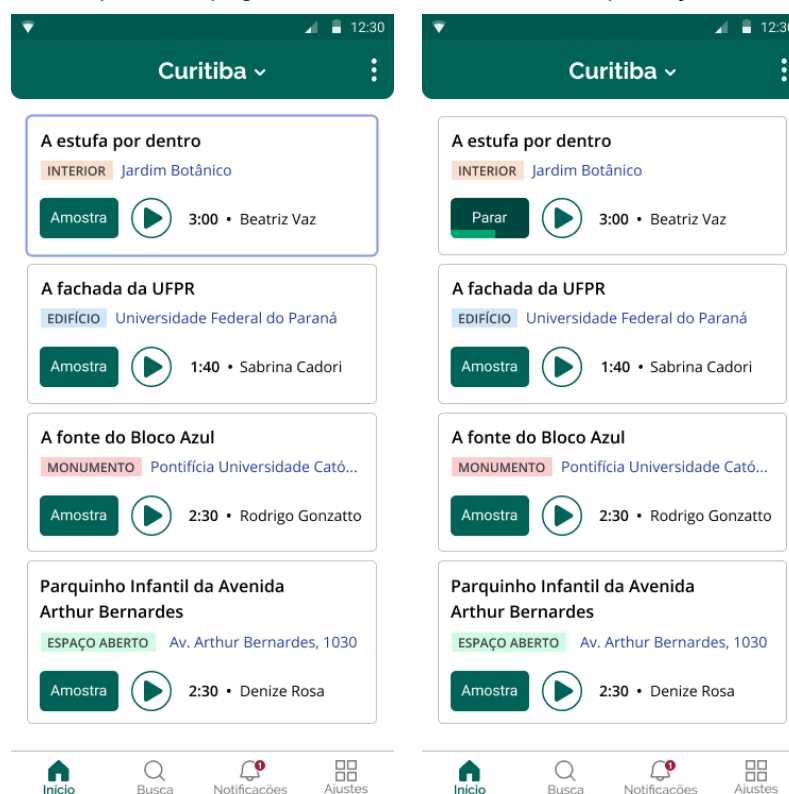 12:30
Curitiba
A estufa por dentro
INTERIOR Jardim Botânico
Amostra 3:00 • Beatriz Vaz
A fachada da UFPR
EDIFÍCIO Universidade Federal do Paraná
Amostra 1:40 • Sabrina Cadori
A fonte do Bloco Azul
MONUMENTO Pontifícia Universidade Cató...
Amostra 2:30 • Rodrigo Gonzatto
Parquinho Infantil da Avenida
Arthur Bernardes
ESPAÇO ABERTO Av. Arthur Bernardes, 1030
Amostra 2:30 • Denize Rosa
1
Início Busca Notificações Ajustes
12:30
Curitiba
A estufa por dentro
INTERIOR Jardim Botânico
Parar 3:00 • Beatriz Vaz
A fachada da UFPR
EDIFÍCIO Universidade Federal do Paraná
Amostra 1:40 • Sabrina Cadori
A fonte do Bloco Azul
MONUMENTO Pontifícia Universidade Cató...
Amostra 2:30 • Rodrigo Gonzatto
Parquinho Infantil da Avenida
Arthur Bernardes
ESPAÇO ABERTO Av. Arthur Bernardes, 1030
Amostra 2:30 • Denize Rosa
1
Início Busca Notificações Ajustes